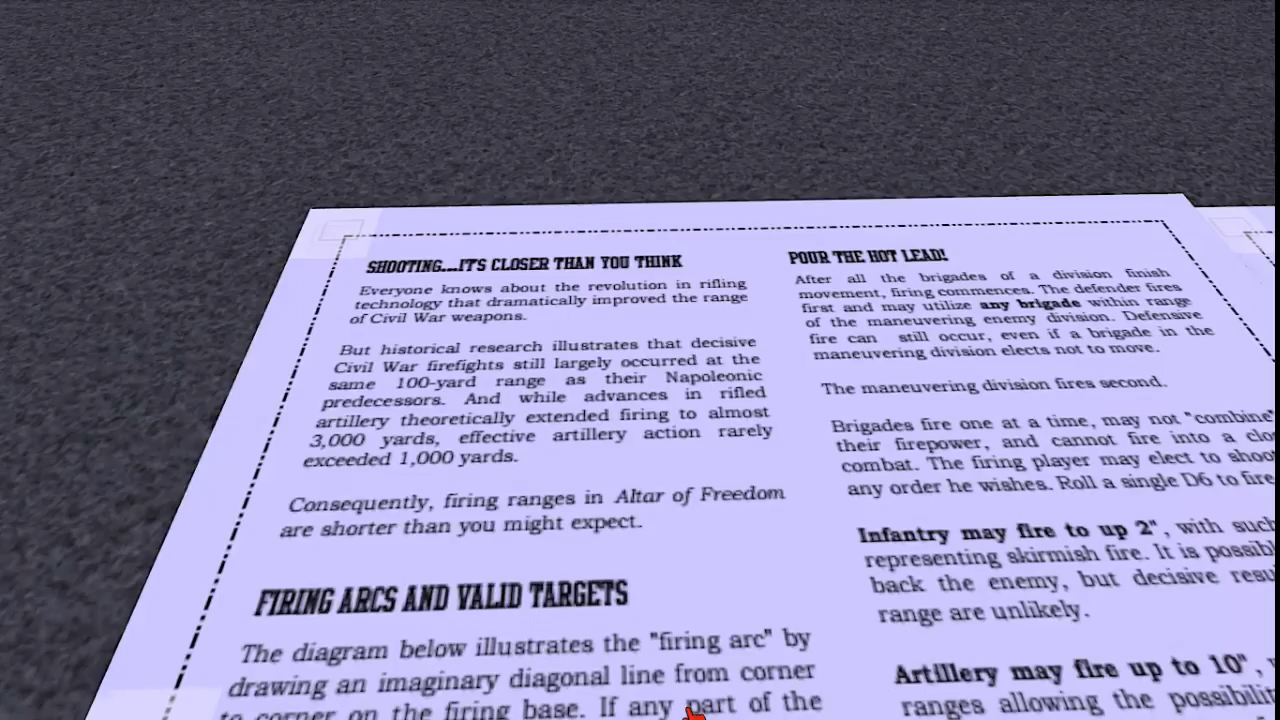 SHOOTING...IT'S CLOSER THAN YOU THINK
Everyone knows about the revolution in rifling
technology that dramatically improved the range
of Civil War weapons.
But historical research illustrates that decisive
Civil War firefights still largely occurred at the
same 100-yard range as their Napoleonic
predecessors. And while advances in rifled
artillery theoretically extended firing to almost
3,000 yards, effective artillery action rarely
exceeded 1,000 yards.
Consequently, firing ranges in Altar of Freedom
are shorter than you might expect.
FIRING ARCS AND VALID TARGETS
The diagram below illustrates the "firing arc" by
drawing an imaginary diagonal line from corner
to corner on the firing base. If any part of the
POUR THE HOT LEAD!
After all the brigades of a division finish
movement, firing commences. The defender fires
first and may utilize any brigade within range
of the maneuvering enemy division. Defensive
fire can still occur, even if a brigade in the
maneuvering division elects not to move.
The maneuvering division fires second.
Brigades fire one at a time, may not "combine"
their firepower, and cannot fire into a clo
combat. The firing player may elect to shoo
any order he wishes. Roll a single D6 to fire
Infantry may fire to up 2", with such
representing skirmish fire. It is possibl
back the enemy, but decisive resu
range are unlikely.
Artillery may fire up to 10",
ranges allowing the possibilit